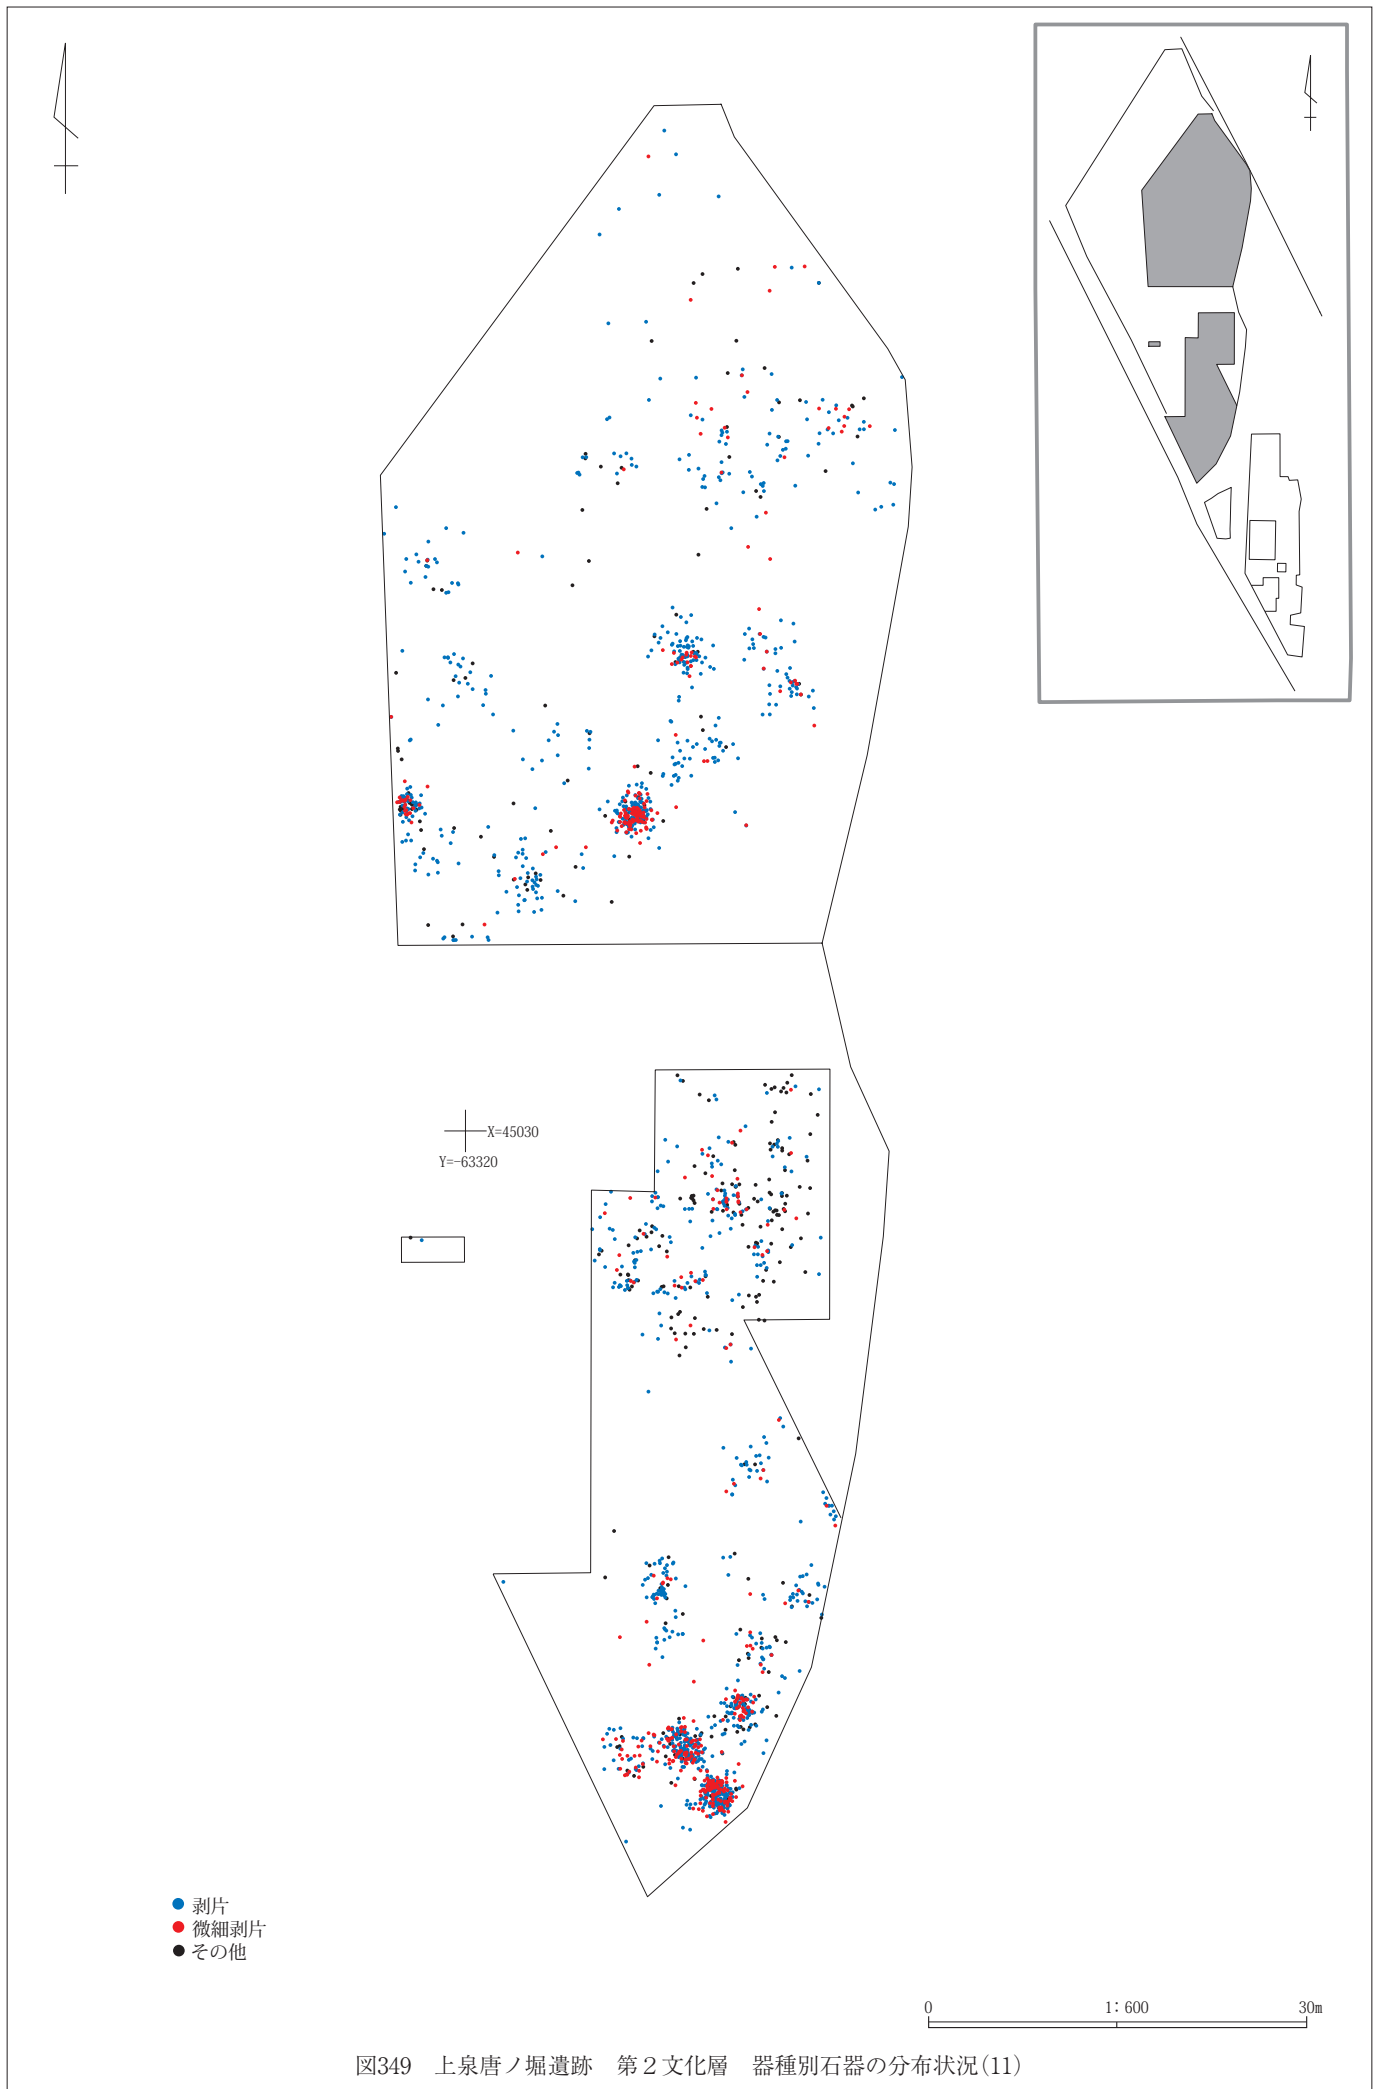 X=45030
Y=-63320
剥片
微細剥片
その他
0 1:600 30m
図349 上泉唐ノ堀遺跡 第2文化層 器種別石器の分布状況(11)